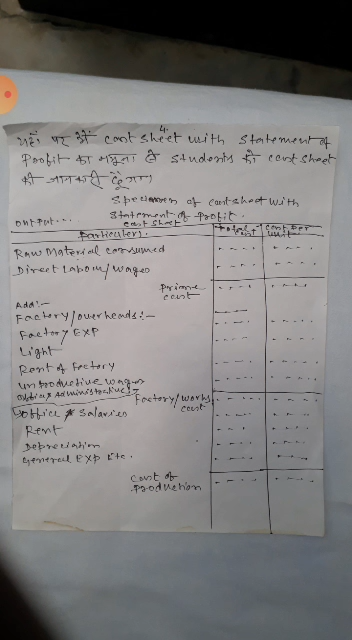 4.
यहाँ पर मैं cost sheet with statement of
Profit का नमूना से students को cost sheet
की जानकारी दूँगा।
Specimen of cost sheet with
Statement of Profit.
OutPut...
cost sheet
Particulers. Total cost cost Per unit
Raw Material consumed
Direct Labour/wages
Prime cost
Add:-
Factory/overheads:-
Factory EXP
Light
Rent of Factory
unproductive wages
Factory/works cost
office & Administrative
office & Salaries
Rent
Depreciation
General EXP Etc.
cost of Production